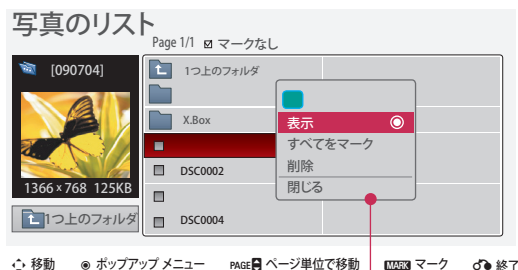 写真のリスト
Page 1/1 マークなし
[090704]
1366×768 125KB
1つ上のフォルダ
1つ上のフォルダ
X.Box
DSC0002
DSC0004
表示
すべてをマーク
削除
閉じる
移動 ポップアップ メニュー PAGE ページ単位で移動 MARK マーク 終了